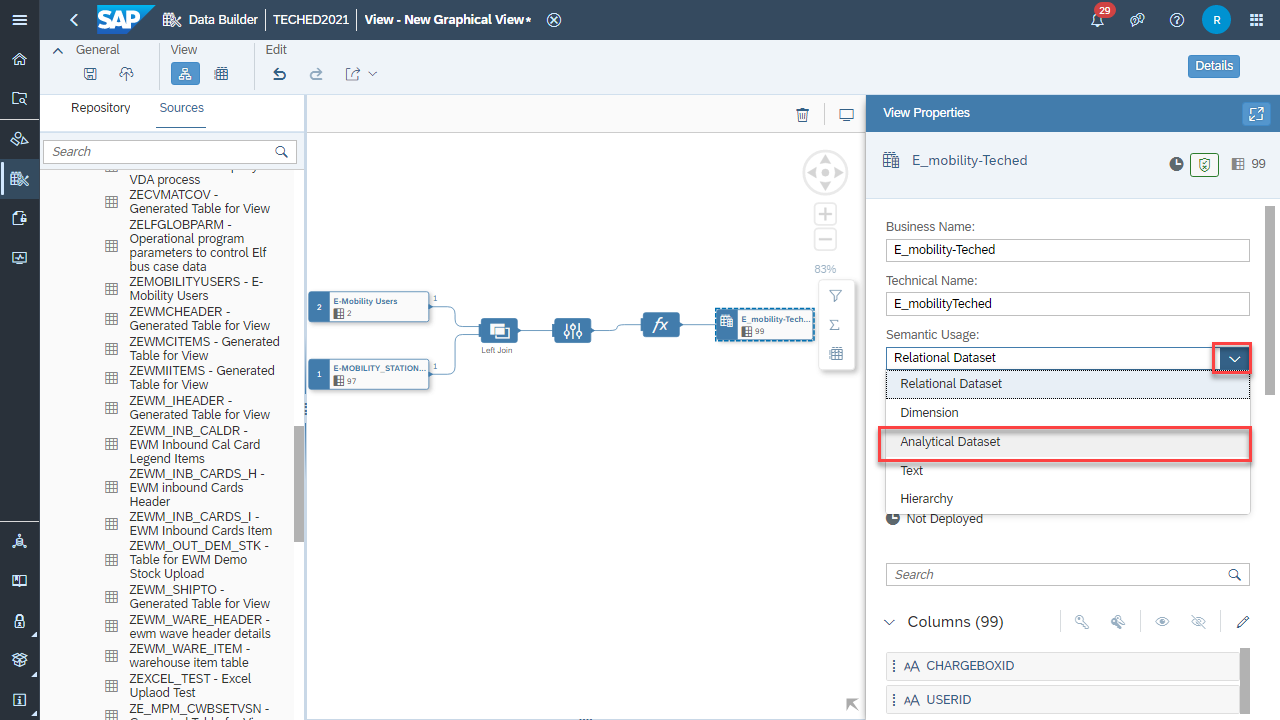 SAP
Data Builder
TECHED2021
View - New Graphical View*
29
R
General
View
Edit
Details
Repository
Sources
Search
VDA process
ZECVMATCOV -
Generated Table for View
ZELFGLOBPARM -
Operational program
parameters to control Elf
bus case data
ZEMOBILITYUSERS - E-
Mobility Users
ZEWMCHEADER -
Generated Table for View
ZEWMCITEMS - Generated
Table for View
ZEWMIITEMS - Generated
Table for View
ZEWM_IHEADER -
Generated Table for View
ZEWM_INB_CALDR -
EWM Inbound Cal Card
Legend Items
ZEWM_INB_CARDS_H -
EWM inbound Cards
Header
ZEWM_INB_CARDS_I -
EWM Inbound Cards Item
ZEWM_OUT_DEM_STK -
Table for EWM Demo
Stock Upload
ZEWM_SHIPTO -
Generated Table for View
ZEWM_WARE_HEADER -
ewm wave header details
ZEWM_WARE_ITEM -
warehouse item table
ZEXCEL_TEST - Excel
Uplaod Test
ZE_MPM_CWBSETVSN -
Generated Table for View
83%
2
E-Mobility Users
2
1
1
E-MOBILITY_STATION...
97
1
Left Join
fx
E_mobility-Tech...
99
View Properties
E_mobility-Teched
99
Business Name:
E_mobility-Teched
Technical Name:
E_mobilityTeched
Semantic Usage:
Relational Dataset
Relational Dataset
Dimension
Analytical Dataset
Text
Hierarchy
Not Deployed
Search
Columns (99)
AA CHARGEBOXID
AA USERID